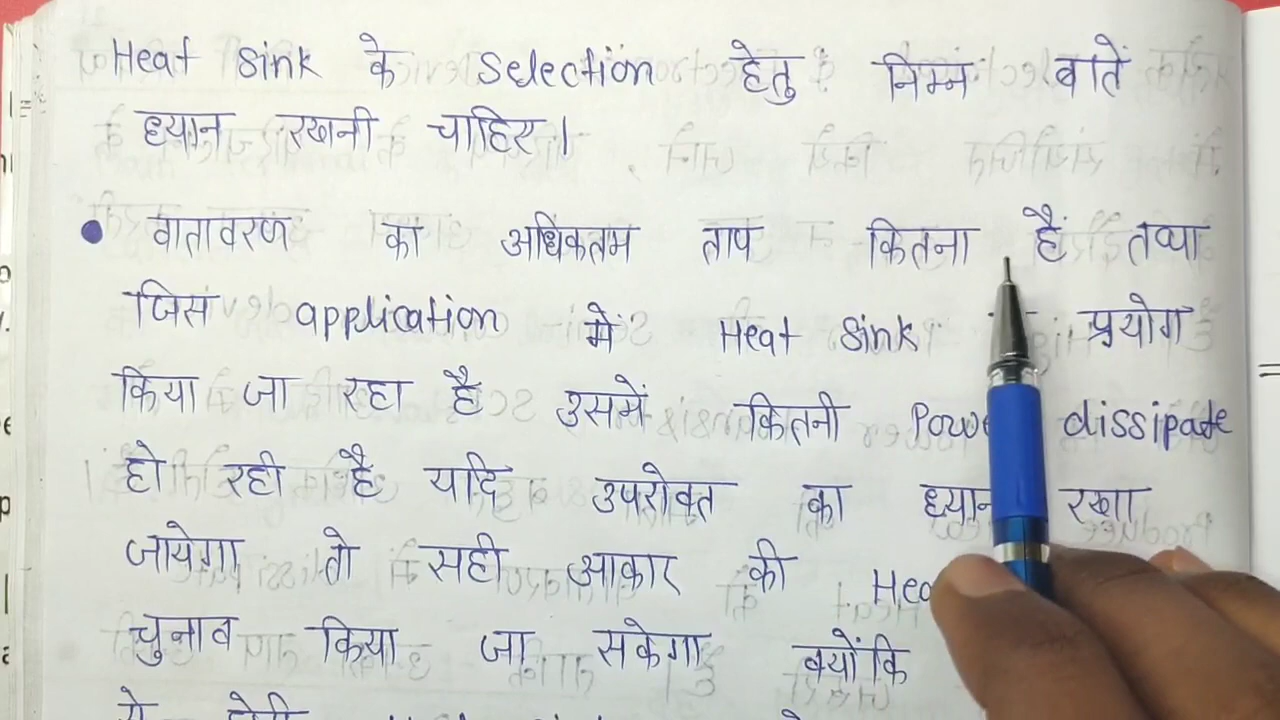 Heat sink के selection हेतु निम्न बातें
ध्यान रखनी चाहिए।
वातावरण का अधिकतम ताप कितना है तथा
जिस application में Heat sink प्रयोग
किया जा रहा है उसमें कितनी dissipate
हो रही है यदि उपरोक्त का ध्यान रखा
जायेगा तो सही आकार की
चुनाव किया जा सकेगा क्योंकि